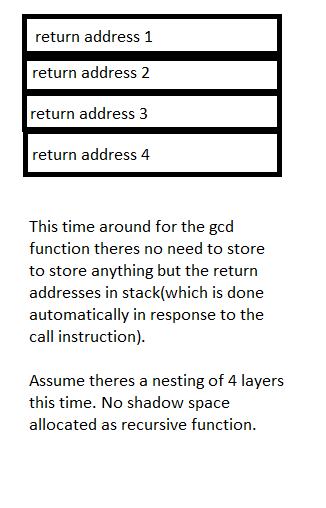 return address 1
return address 2
return address 3
return address 4
This time around for the gcd
function theres no need to store
to store anything but the return
addresses in stack(which is done
automatically in response to the
call instruction).
Assume theres a nesting of 4 layers
this time. No shadow space
allocated as recursive function.